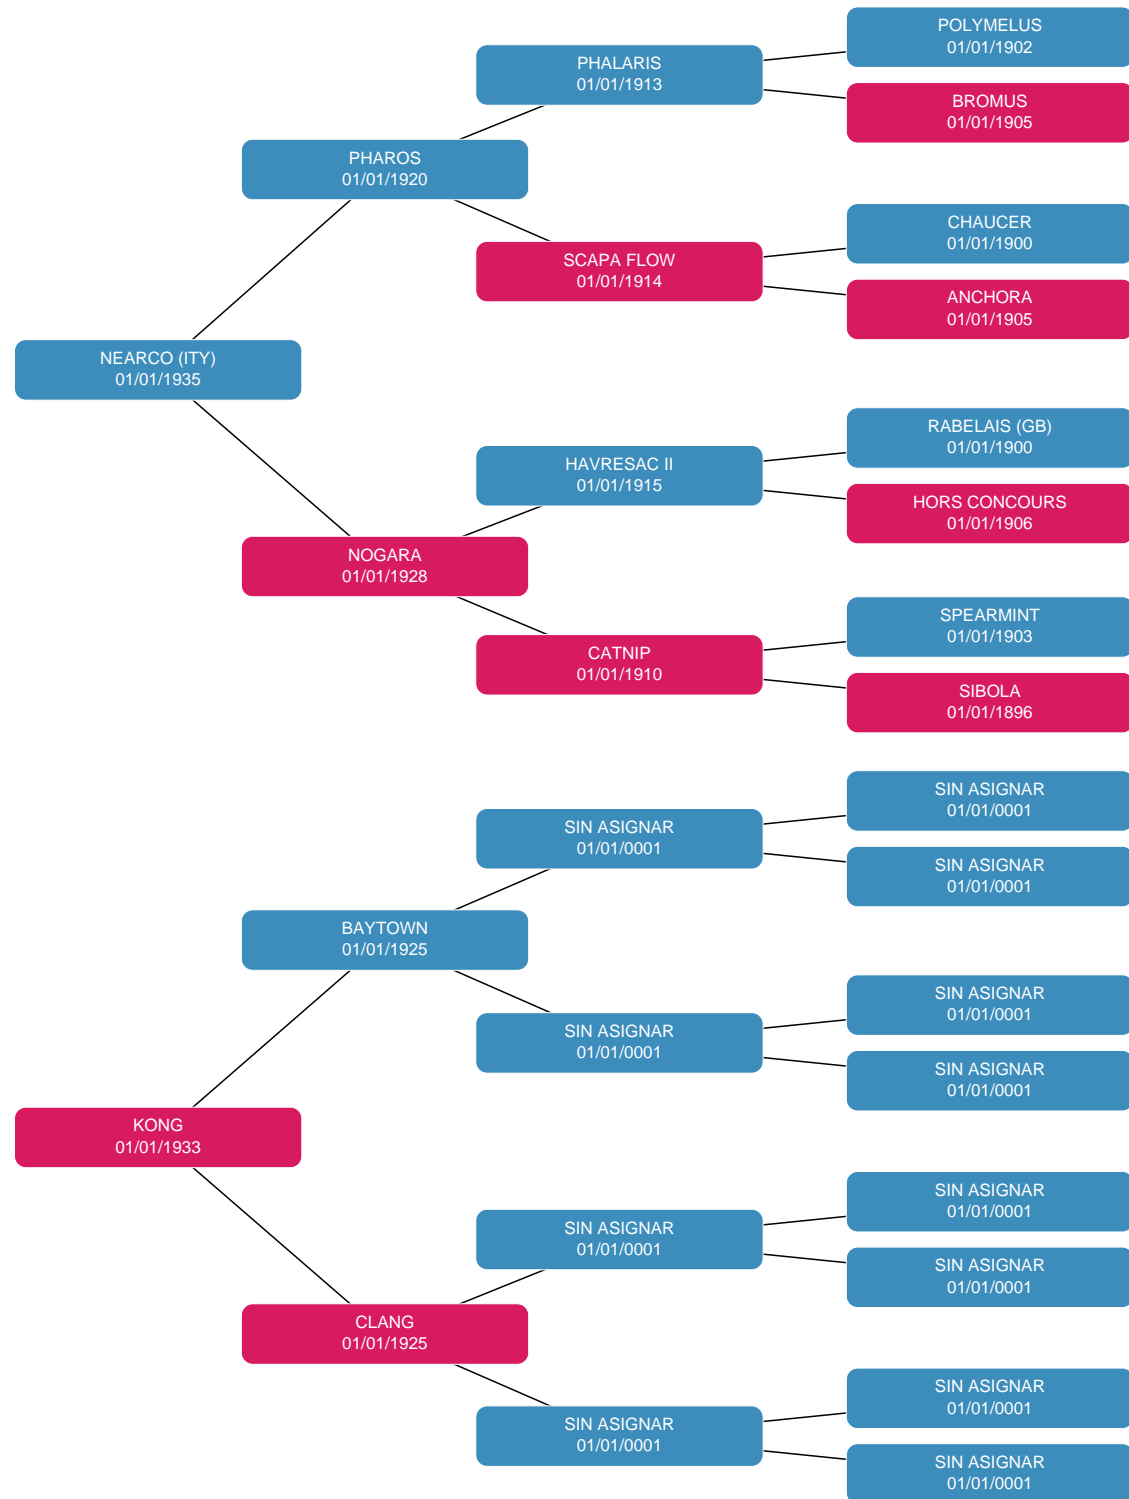 POLYMELUS
01/01/1902
PHALARIS
01/01/1913
BROMUS
01/01/1905
PHAROS
01/01/1920
CHAUCER
01/01/1900
SCAPA FLOW
01/01/1914
ANCHORA
01/01/1905
NEARCO (ITY)
01/01/1935
RABELAIS (GB)
01/01/1900
HAVRESAC II
01/01/1915
HORS CONCOURS
01/01/1906
NOGARA
01/01/1928
SPEARMINT
01/01/1903
CATNIP
01/01/1910
SIBOLA
01/01/1896
SIN ASIGNAR
01/01/0001
SIN ASIGNAR
01/01/0001
SIN ASIGNAR
01/01/0001
BAYTOWN
01/01/1925
SIN ASIGNAR
01/01/0001
SIN ASIGNAR
01/01/0001
SIN ASIGNAR
01/01/0001
KONG
01/01/1933
SIN ASIGNAR
01/01/0001
SIN ASIGNAR
01/01/0001
SIN ASIGNAR
01/01/0001
CLANG
01/01/1925
SIN ASIGNAR
01/01/0001
SIN ASIGNAR
01/01/0001
SIN ASIGNAR
01/01/0001